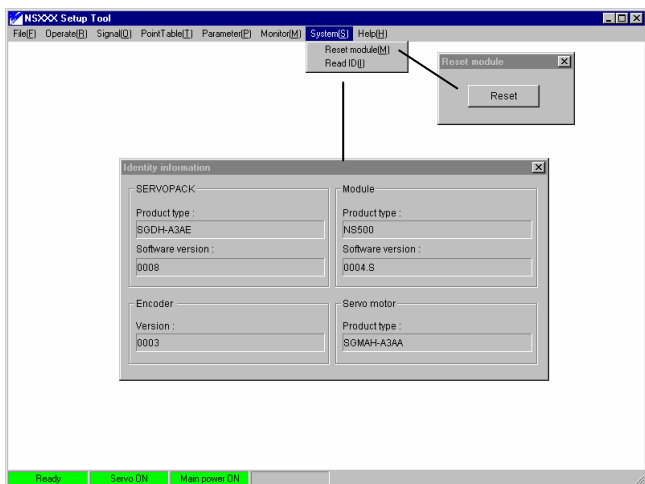 NSXXX Setup Tool
File(F) Operate(R) Signal(O) PointTable(T) Parameter(P) Monitor(M) System(S) Help(H)
Reset module(M)
Read ID(I)
Reset module
Reset
Identity information
SERVOPACK
Product type :
SGDH-A3AE
Software version :
0008
Module
Product type :
NS500
Software version :
0004.S
Encoder
Version :
0003
Servo motor
Product type :
SGMAH-A3AA
Ready Servo ON Main power ON